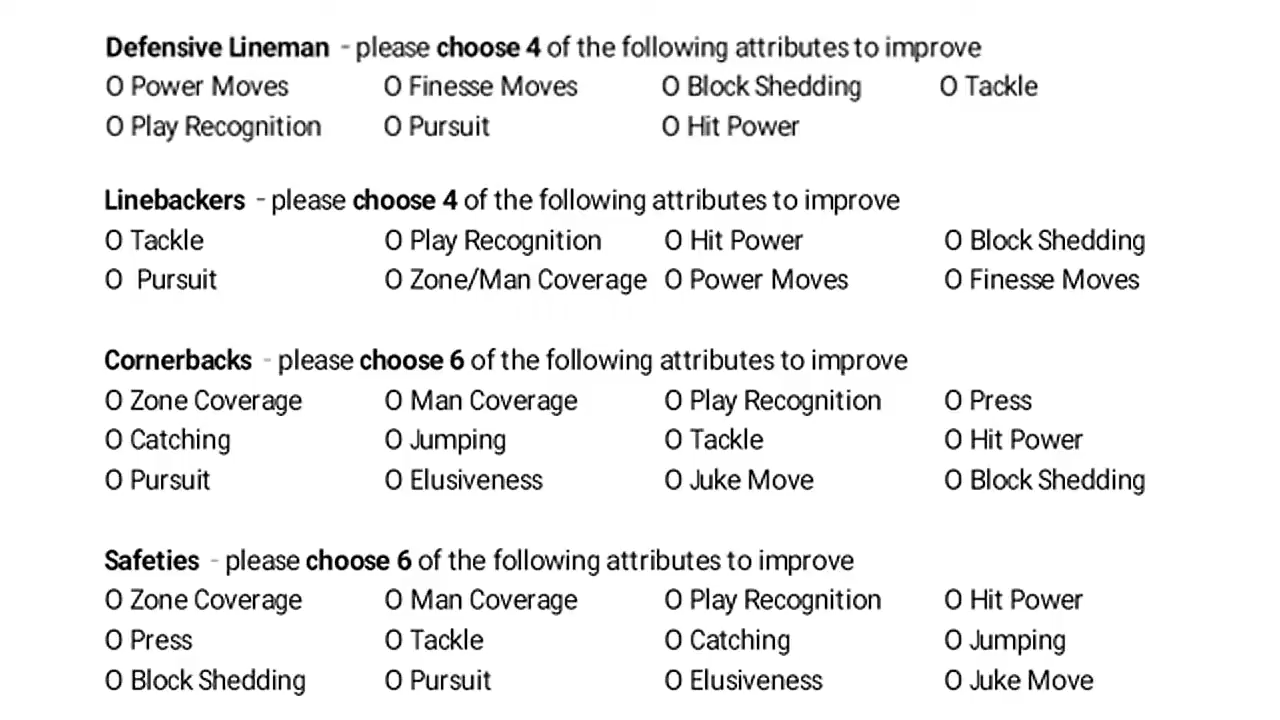 Defensive Lineman - please choose 4 of the following attributes to improve
O Power Moves O Finesse Moves O Block Shedding O Tackle
O Play Recognition O Pursuit O Hit Power
Linebackers - please choose 4 of the following attributes to improve
O Tackle O Play Recognition O Hit Power O Block Shedding
O Pursuit O Zone/Man Coverage O Power Moves O Finesse Moves
Cornerbacks - please choose 6 of the following attributes to improve
O Zone Coverage O Man Coverage O Play Recognition O Press
O Catching O Jumping O Tackle O Hit Power
O Pursuit O Elusiveness O Juke Move O Block Shedding
Safeties - please choose 6 of the following attributes to improve
O Zone Coverage O Man Coverage O Play Recognition O Hit Power
O Press O Tackle O Catching O Jumping
O Block Shedding O Pursuit O Elusiveness O Juke Move